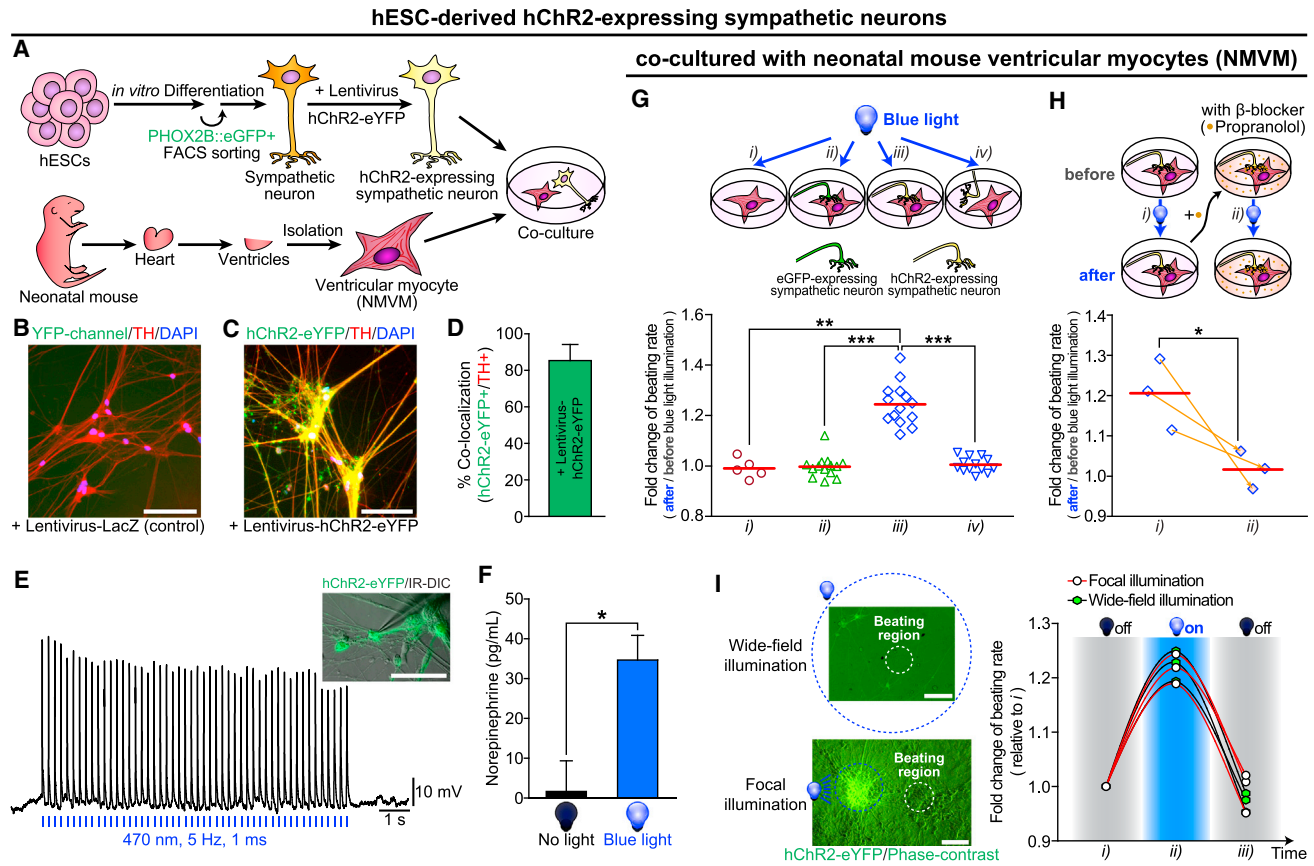 hESC-derived hChR2-expressing sympathetic neurons
A
hESCs
in vitro Differentiation
PHOX2B::eGFP+
FACS sorting
Sympathetic
neuron
+ Lentivirus
hChR2-eYFP
hChR2-expressing
sympathetic neuron
Co-culture
Neonatal mouse
Heart
Ventricles
Isolation
Ventricular myocyte
(NMVM)
B
YFP-channel/TH/DAPI
+ Lentivirus-LacZ (control)
C
hChR2-eYFP/TH/DAPI
+ Lentivirus-hChR2-eYFP
D
% Co-localization
(hChR2-eYFP+/TH+)
100
80
60
40
20
0
+ Lentivirus-
hChR2-eYFP
E
hChR2-eYFP/IR-DIC
10 mV
1 s
470 nm, 5 Hz, 1 ms
F
Norepinephrine (pg/mL)
50
40
30
20
10
0
*
No light
Blue light
co-cultured with neonatal mouse ventricular myocytes (NMVM)
G
Blue light
i)
ii)
iii)
iv)
eGFP-expressing
sympathetic neuron
hChR2-expressing
sympathetic neuron
Fold change of beating rate
( after / before blue light illumination)
1.6
1.4
1.2
1.0
0.8
**
***
***
i)
ii)
iii)
iv)
H
with β-blocker
( • Propranolol)
before
i)
+•
ii)
after
Fold change of beating rate
( after / before blue light illumination)
1.4
1.3
1.2
1.1
1.0
0.9
*
i)
ii)
I
Wide-field
illumination
Beating
region
Focal
illumination
Beating
region
hChR2-eYFP/Phase-contrast
Focal illumination
Wide-field illumination
off
on
off
Fold change of beating rate
( relative to i )
1.3
1.2
1.1
1.0
0.9
i)
ii)
iii)
Time